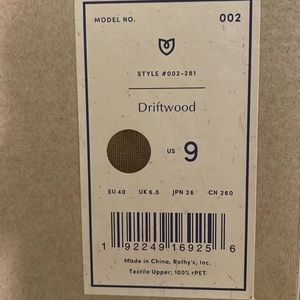 MODEL NO. 002
STYLE #002-261
Driftwood
US 9
EU 40 UK 6.5 JPN 26 CN 260
1 92249 16925 6
Made in China, Rothy's, Inc.
Textile Upper: 100% rPET